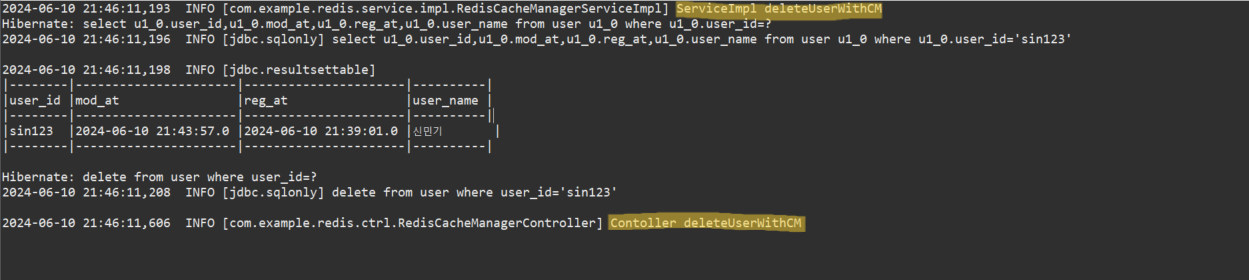 2024-06-10 21:46:11,193  INFO [com.example.redis.service.impl.RedisCacheManagerServiceImpl] ServiceImpl deleteUserWithCM
Hibernate: select u1_0.user_id,u1_0.mod_at,u1_0.reg_at,u1_0.user_name from user u1_0 where u1_0.user_id=?
2024-06-10 21:46:11,196  INFO [jdbc.sqlonly] select u1_0.user_id,u1_0.mod_at,u1_0.reg_at,u1_0.user_name from user u1_0 where u1_0.user_id='sin123'
2024-06-10 21:46:11,198  INFO [jdbc.resultsettable]
|--------|----------------------|----------------------|----------|
|user_id |mod_at                |reg_at                |user_name |
|--------|----------------------|----------------------|----------|
|sin123  |2024-06-10 21:43:57.0 |2024-06-10 21:39:01.0 |신민기       |
|--------|----------------------|----------------------|----------|
Hibernate: delete from user where user_id=?
2024-06-10 21:46:11,208  INFO [jdbc.sqlonly] delete from user where user_id='sin123'
2024-06-10 21:46:11,606  INFO [com.example.redis.ctrl.RedisCacheManagerController] Contoller deleteUserWithCM